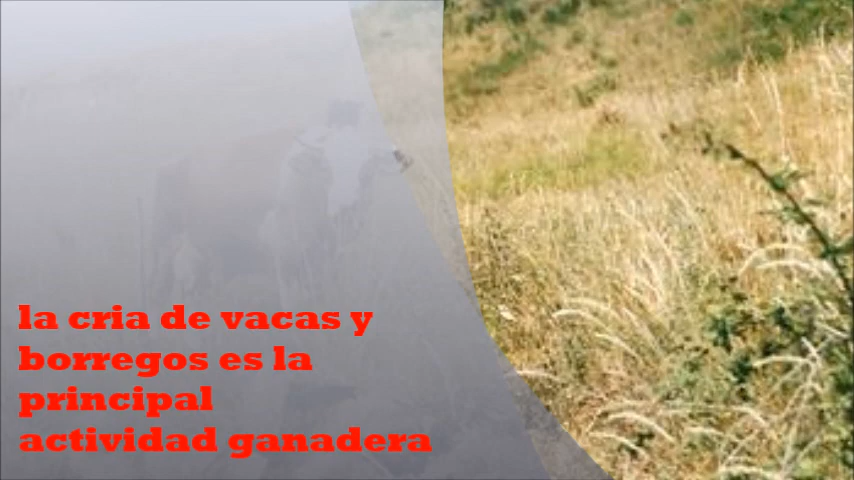 la cria de vacas y
borregos es la
principal
actividad ganadera